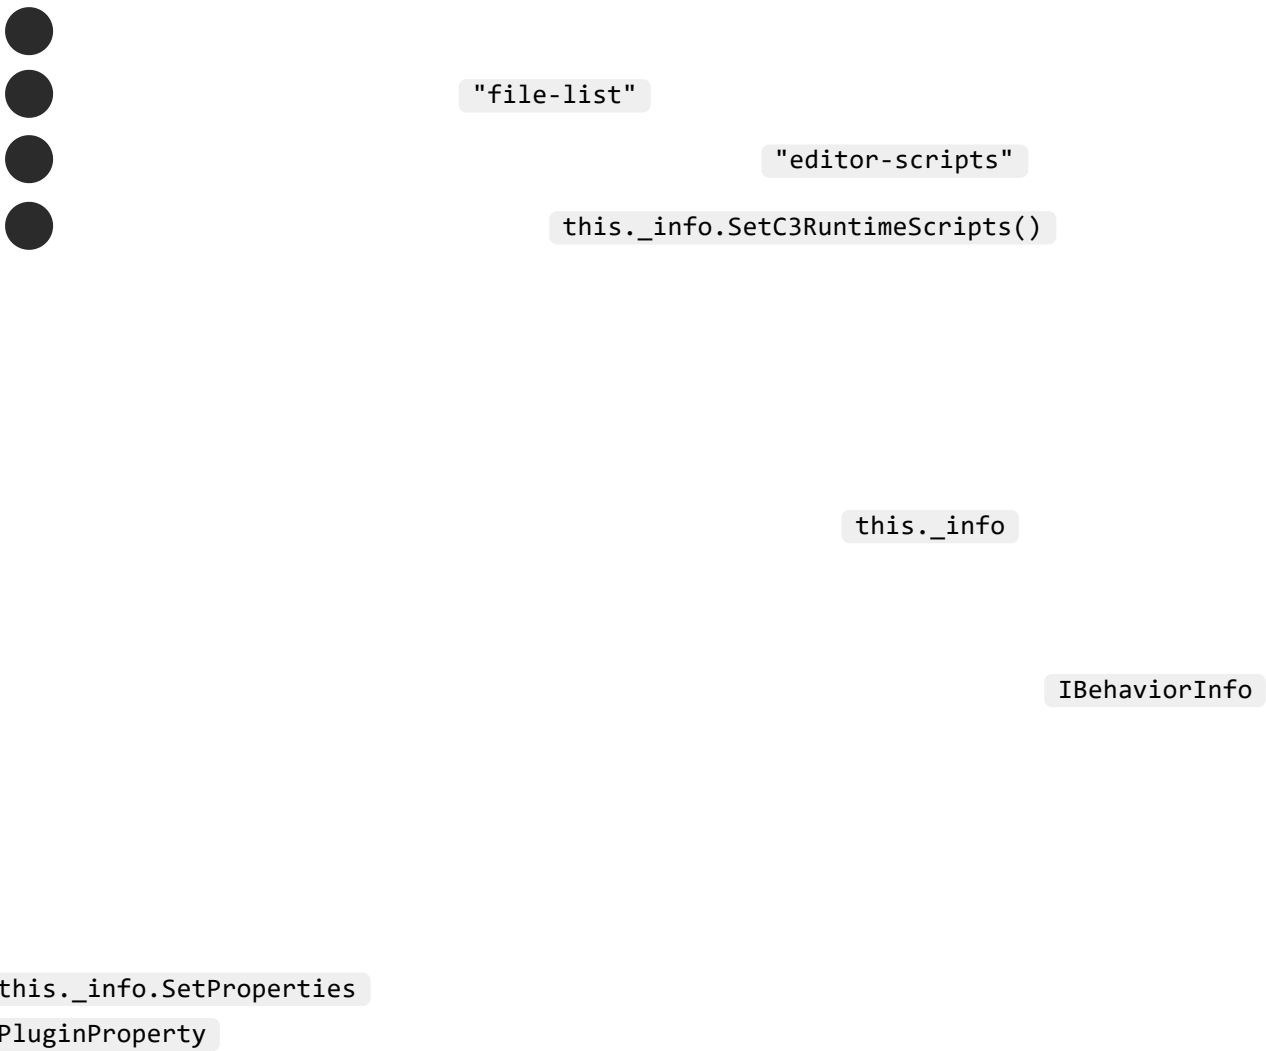 "file-list"
"editor-scripts"
this._info.SetC3RuntimeScripts()
this._info
IBehaviorInfo
this._info.SetProperties
PluginProperty